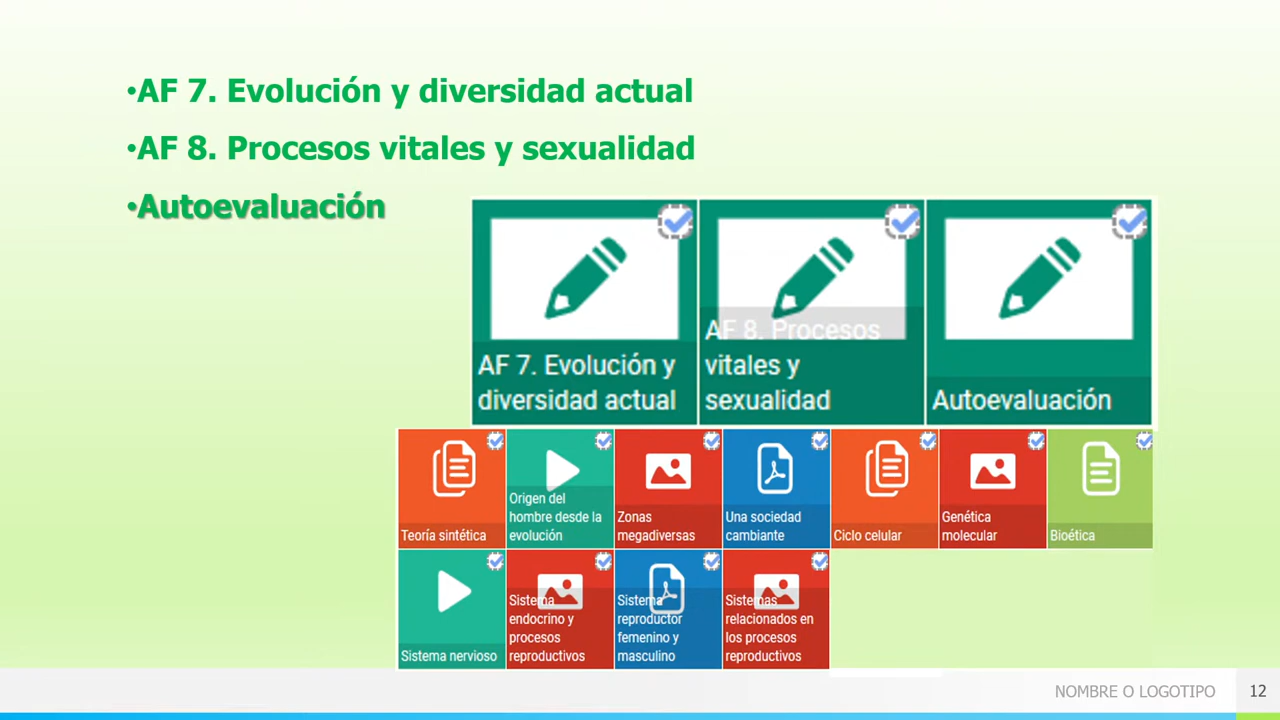 •AF 7. Evolución y diversidad actual
•AF 8. Procesos vitales y sexualidad
•Autoevaluación
AF 7. Evolución y
diversidad actual
AF 8. Procesos
vitales y
sexualidad
Autoevaluación
Teoría sintética
Origen del
hombre desde la
evolución
Zonas
megadiversas
Una sociedad
cambiante
Ciclo celular
Genética
molecular
Bioética
Sistema nervioso
Sistema
endocrino y
procesos
reproductivos
Sistema
reproductor
femenino y
masculino
Sistemas
relacionados en
los procesos
reproductivos
NOMBRE O LOGOTIPO
12